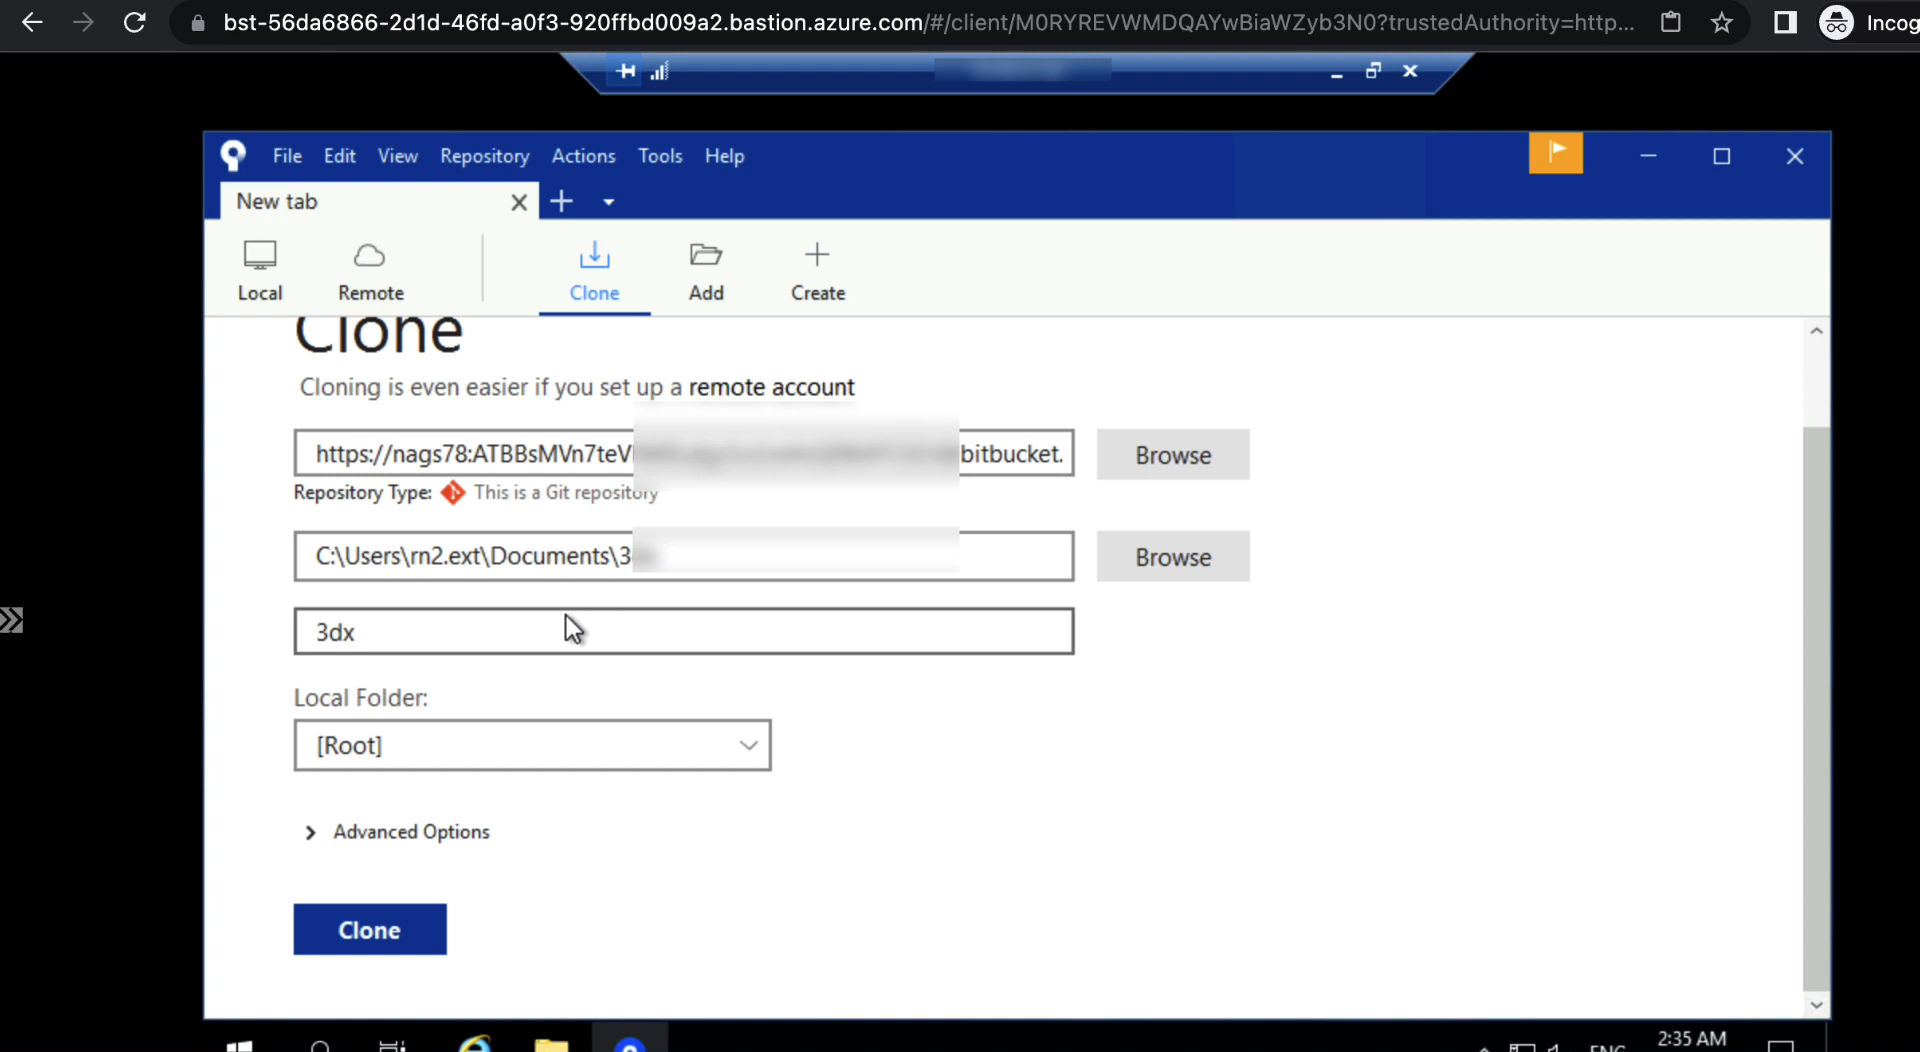 bst-56da6866-2d1d-46fd-a0f3-920ffbd009a2.bastion.azure.com/#/client/M0RYREVWMDQAYwBiaWZyb3N0?trustedAuthority=http... Incog
File Edit View Repository Actions Tools Help
New tab
Local Remote Clone Add Create
Clone
Cloning is even easier if you set up a remote account
https://nags78:ATBBsMVn7teV bitbucket. Browse
Repository Type: This is a Git repository
C:\Users\rn2.ext\Documents\3 Browse
3dx
Local Folder:
[Root]
Advanced Options
Clone
2:35 AM
ENG